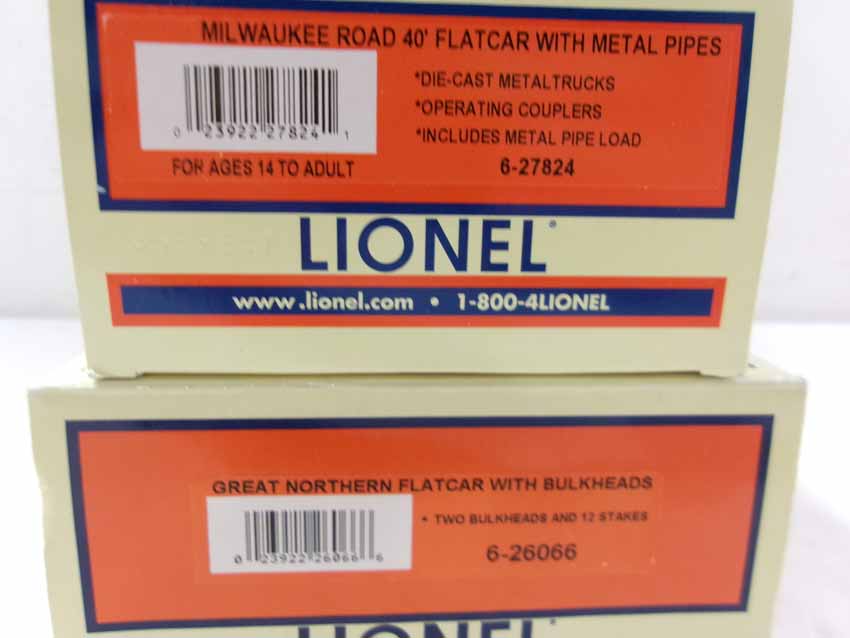 MILWAUKEE ROAD 40' FLATCAR WITH METAL PIPES
*DIE-CAST METALTRUCKS
*OPERATING COUPLERS
*INCLUDES METAL PIPE LOAD
0 23922 27824 1
FOR AGES 14 TO ADULT
6-27824
LIONEL
www.lionel.com • 1-800-4LIONEL
GREAT NORTHERN FLATCAR WITH BULKHEADS
• TWO BULKHEADS AND 12 STAKES
0 23922 26066 6
6-26066
LIONEL